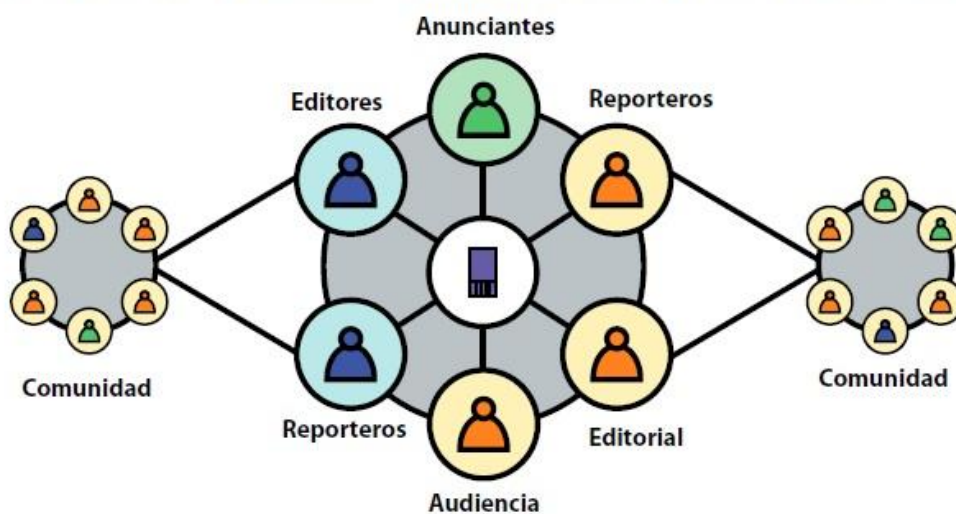 Anunciantes
Editores
Reporteros
Comunidad
Comunidad
Reporteros
Editorial
Audiencia